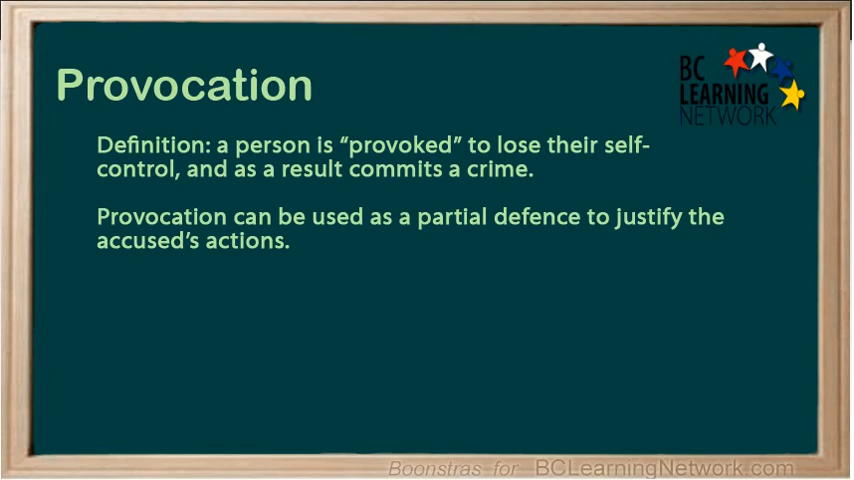 Provocation
BC
LEARNING
NETWORK
Definition: a person is “provoked” to lose their self-
control, and as a result commits a crime.
Provocation can be used as a partial defence to justify the
accused’s actions.
Boonstras for BCLearningNetwork.com